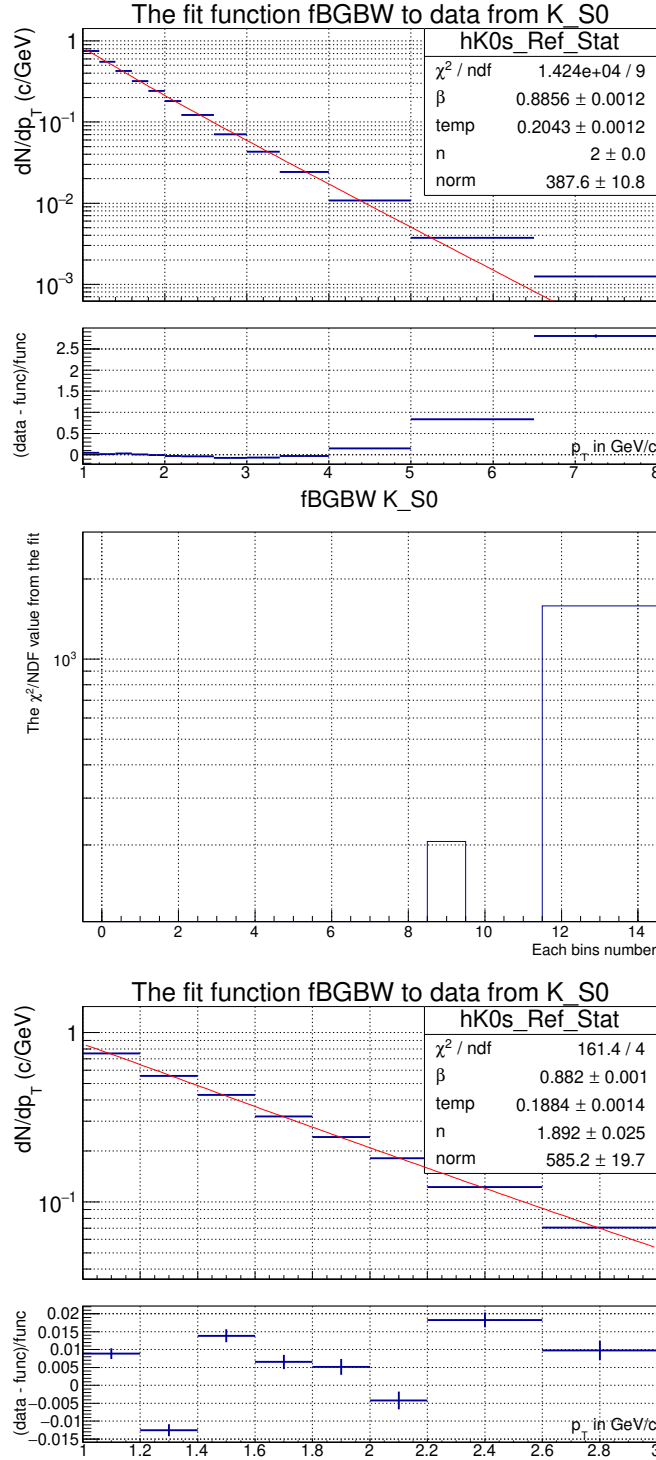 The fit function fBGBW to data from K_S0
hK0s_Ref_Stat
χ² / ndf 1.424e+04 / 9
β 0.8856 ± 0.0012
temp 0.2043 ± 0.0012
n 2 ± 0.0
norm 387.6 ± 10.8
dN/dp_T (c/GeV)
1
10⁻¹
10⁻²
10⁻³
(data - func)/func
2.5
2
1.5
1
0.5
0
p_T in GeV/c
1 2 3 4 5 6 7 8
fBGBW K_S0
The χ²/NDF value from the fit
10³
0 2 4 6 8 10 12 14
Each bins number
The fit function fBGBW to data from K_S0
hK0s_Ref_Stat
χ² / ndf 161.4 / 4
β 0.882 ± 0.001
temp 0.1884 ± 0.0014
n 1.892 ± 0.025
norm 585.2 ± 19.7
dN/dp_T (c/GeV)
1
10⁻¹
(data - func)/func
0.02
0.015
0.01
0.005
0
−0.005
−0.01
−0.015
p_T in GeV/c
1 1.2 1.4 1.6 1.8 2 2.2 2.4 2.6 2.8 3